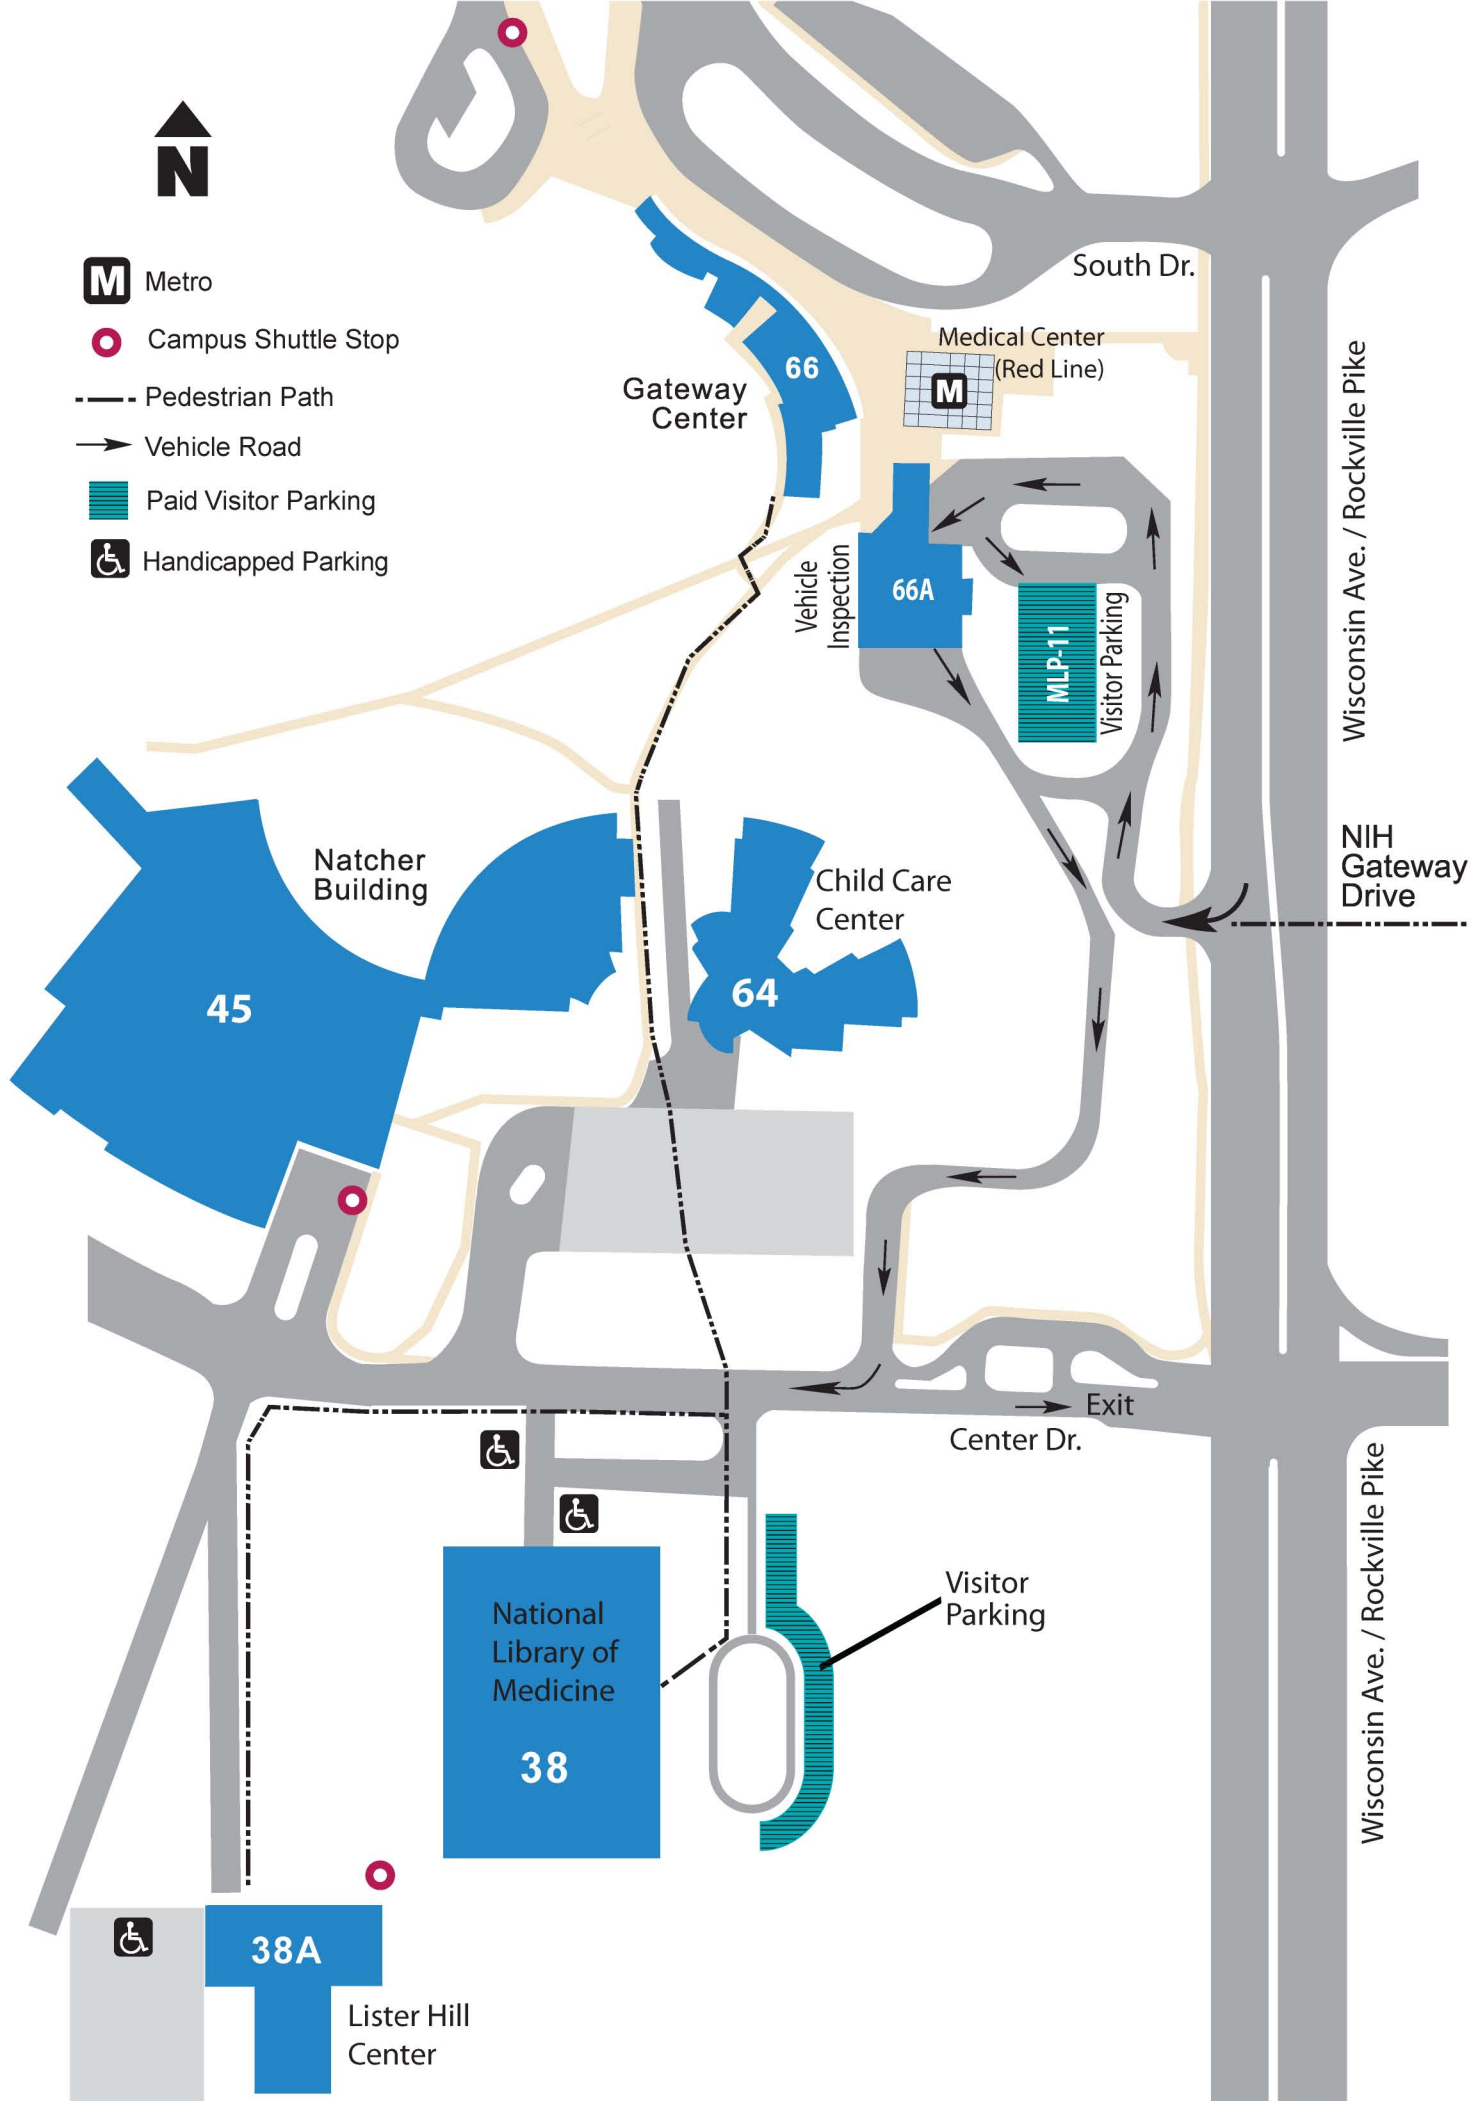 N
M Metro
Campus Shuttle Stop
Pedestrian Path
Vehicle Road
Paid Visitor Parking
Handicapped Parking
South Dr.
Medical Center
(Red Line)
M
66
Gateway
Center
Vehicle
Inspection
66A
MLP-11
Visitor Parking
Wisconsin Ave. / Rockville Pike
NIH
Gateway
Drive
Natcher
Building
45
Child Care
Center
64
Exit
Center Dr.
National
Library of
Medicine
38
Visitor
Parking
Wisconsin Ave. / Rockville Pike
38A
Lister Hill
Center